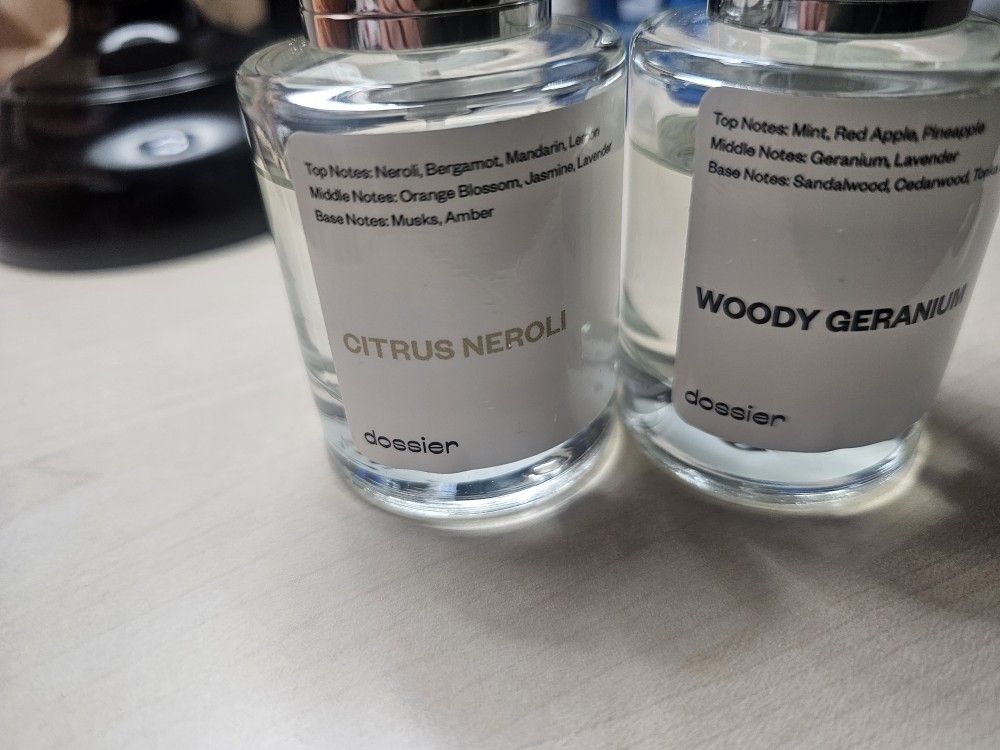 Top Notes: Neroli, Bergamot, Mandarin, Lemon
Middle Notes: Orange Blossom, Jasmine, Lavender
Base Notes: Musks, Amber
CITRUS NEROLI
dossier
Top Notes: Mint, Red Apple, Pineapple
Middle Notes: Geranium, Lavender
Base Notes: Sandalwood, Cedarwood,
WOODY GERANIUM
dossier